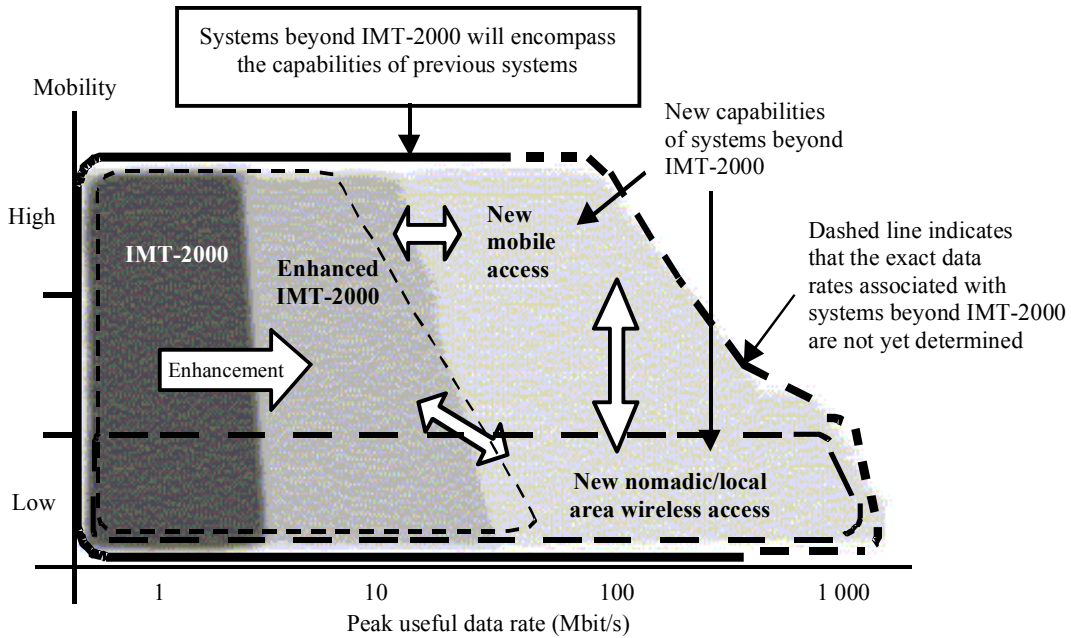 Systems beyond IMT-2000 will encompass
the capabilities of previous systems
Mobility
New capabilities
of systems beyond
IMT-2000
High
IMT-2000
Enhanced
IMT-2000
New
mobile
access
Dashed line indicates
that the exact data
rates associated with
systems beyond IMT-2000
are not yet determined
Enhancement
Low
New nomadic/local
area wireless access
1 10 100 1 000
Peak useful data rate (Mbit/s)